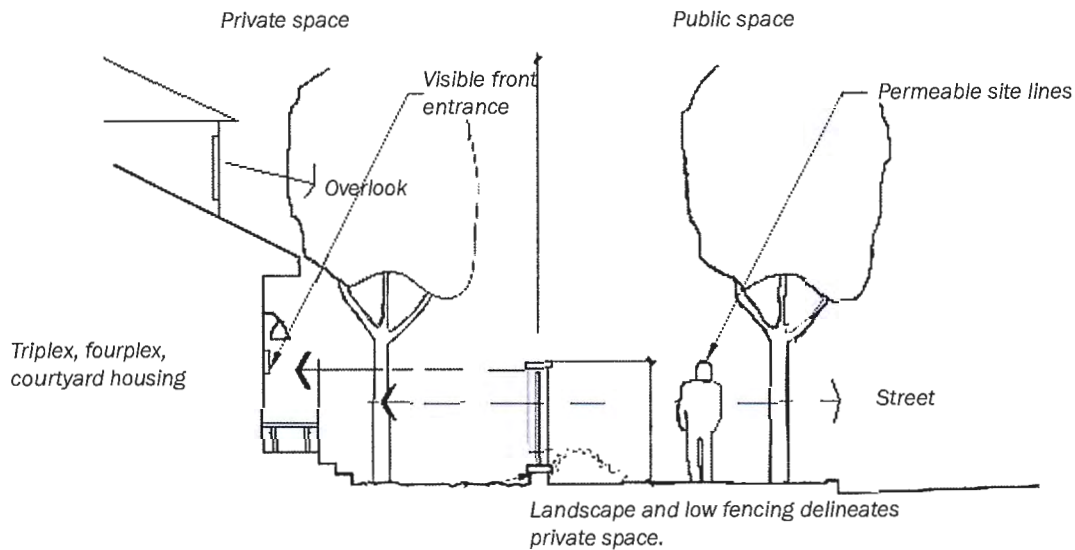 Private space
Public space
Visible front
entrance
Permeable site lines
Overlook
Triplex, fourplex,
courtyard housing
Street
Landscape and low fencing delineates
private space.